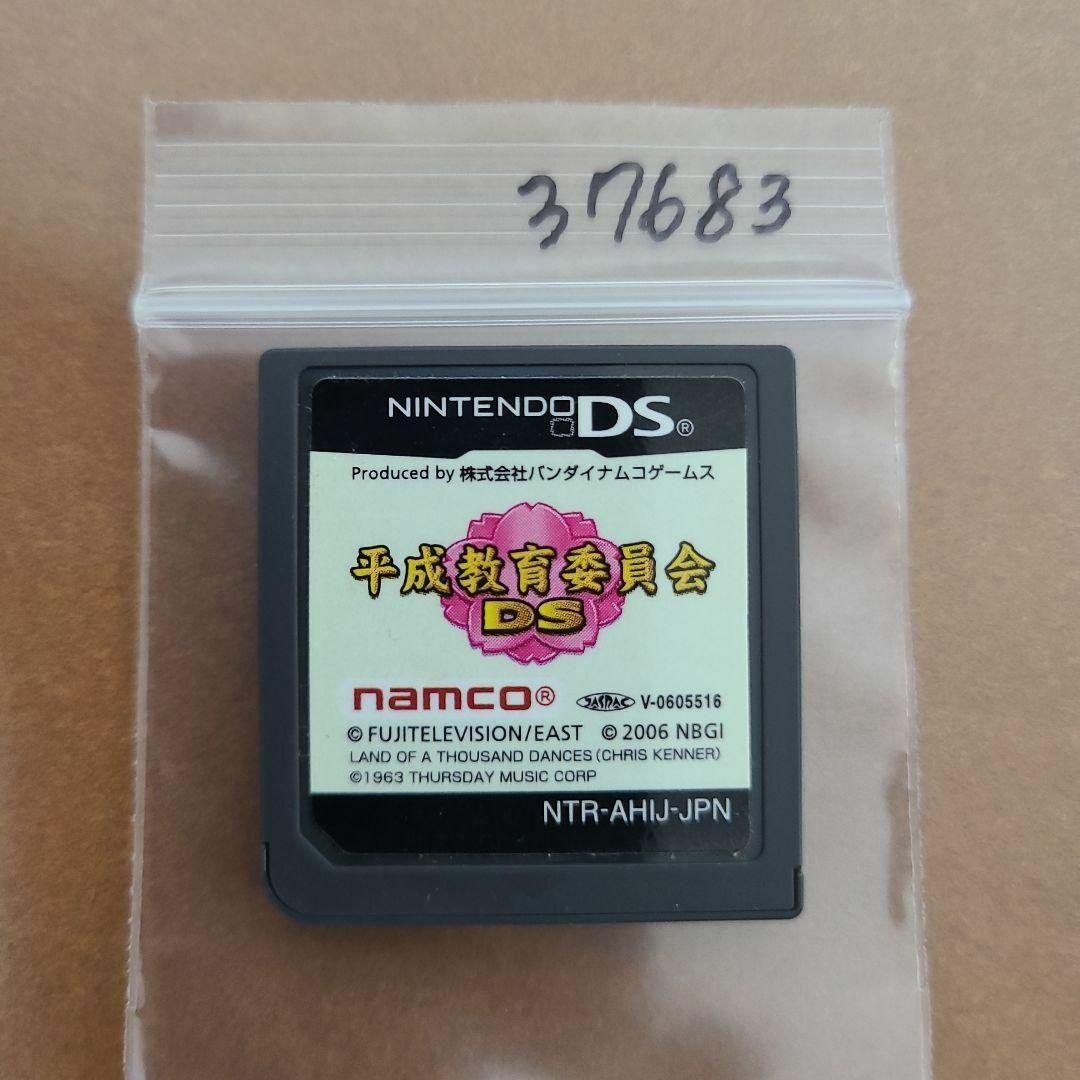 37683
NINTENDO DS®
Produced by 株式会社バンダイナムコゲームス
平成教育委員会
DS
namco® JASRAC V-0605516
© FUJITELEVISION/EAST © 2006 NBGI
LAND OF A THOUSAND DANCES (CHRIS KENNER)
©1963 THURSDAY MUSIC CORP
NTR-AHIJ-JPN